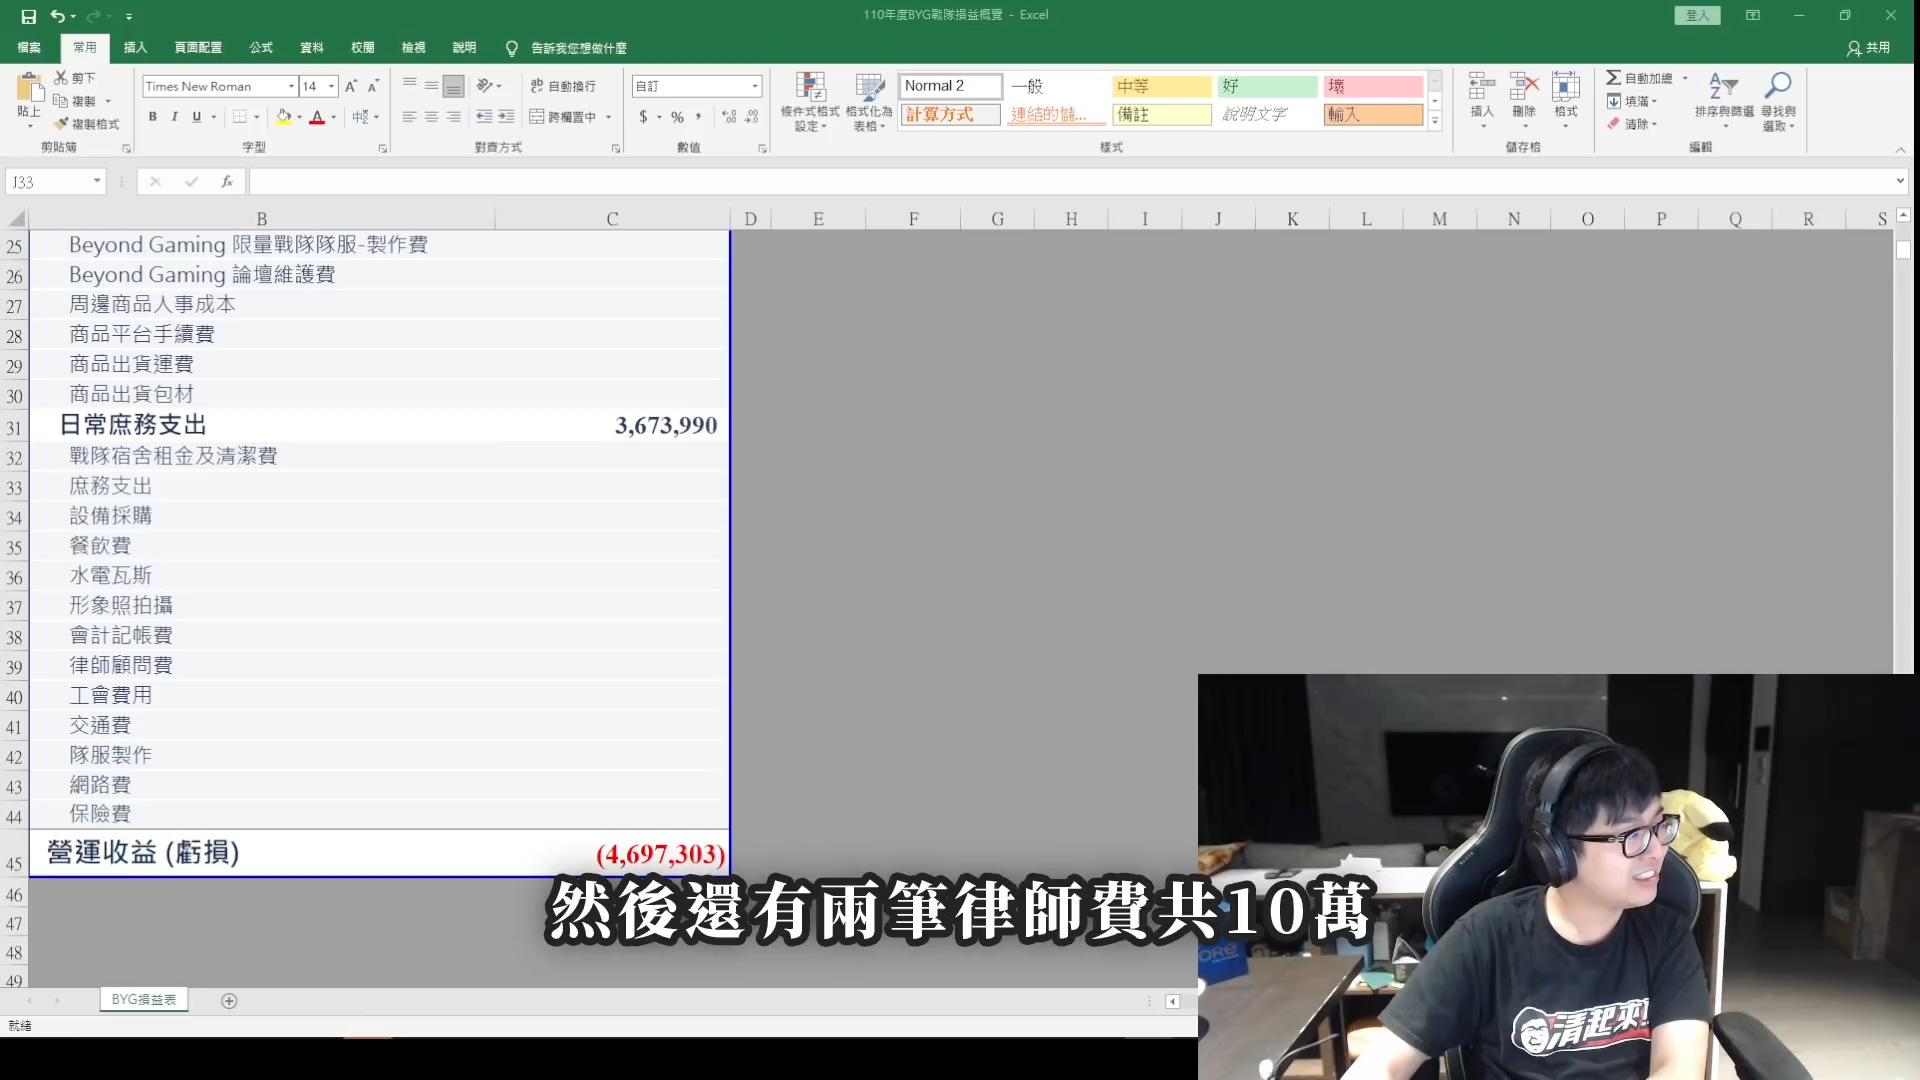 110年度BYG戰隊損益概覽 - Excel
登入
檔案 常用 插入 頁面配置 公式 資料 校閱 檢視 說明 告訴我您想做什麼 共用
貼上 剪下 複製 複製格式 剪貼簿
Times New Roman 14 B I U A 字型
自動換行 跨欄置中 對齊方式
自訂 $ % 數值
條件式格式設定 格式化為表格
Normal 2 一般 中等 好 壞
計算方式 連結的儲... 備註 說明文字 輸入
樣式
插入 刪除 格式 儲存格
自動加總 填滿 清除 排序與篩選 尋找與選取 編輯
J33 fx
B C D E F G H I J K L M N O P Q R S
25 Beyond Gaming 限量戰隊隊服-製作費
26 Beyond Gaming 論壇維護費
27 周邊商品人事成本
28 商品平台手續費
29 商品出貨運費
30 商品出貨包材
31 日常庶務支出 3,673,990
32 戰隊宿舍租金及清潔費
33 庶務支出
34 設備採購
35 餐飲費
36 水電瓦斯
37 形象照拍攝
38 會計記帳費
39 律師顧問費
40 工會費用
41 交通費
42 隊服製作
43 網路費
44 保險費
45 營運收益 (虧損) (4,697,303)
46
47
48
49
然後還有兩筆律師費共10萬
清起來
BYG損益表
就緒